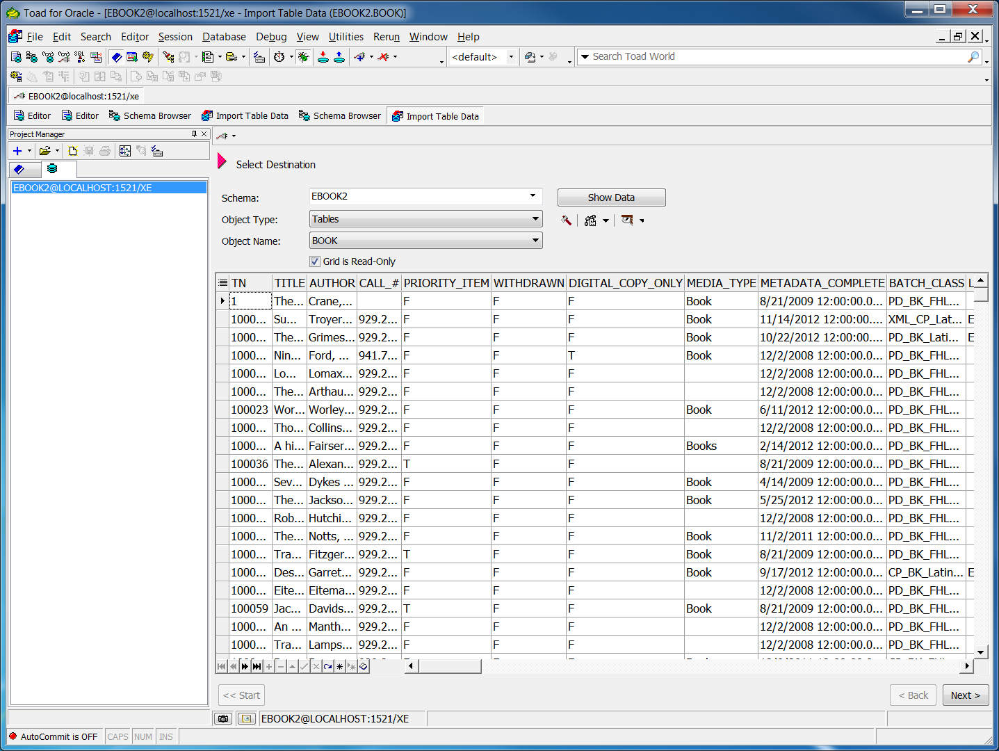 Toad for Oracle - [EBOOK2@localhost:1521/xe - Import Table Data (EBOOK2.BOOK)]
File Edit Search Editor Session Database Debug View Utilities Rerun Window Help
<default> Search Toad World
EBOOK2@localhost:1521/xe
Editor Editor Schema Browser Import Table Data Schema Browser Import Table Data
Project Manager
EBOOK2@LOCALHOST:1521/XE
Select Destination
Schema: EBOOK2 Show Data
Object Type: Tables
Object Name: BOOK
Grid is Read-Only
TN TITLE AUTHOR CALL_# PRIORITY_ITEM WITHDRAWN DIGITAL_COPY_ONLY MEDIA_TYPE METADATA_COMPLETE BATCH_CLASS L
1 The... Crane,... F F F Book 8/21/2009 12:00:00.0... PD_BK_FHL...
1000... Su... Troyer... 929.2... F F F Book 11/14/2012 12:00:00.... XML_CP_Lat... E
1000... The... Grimes... 929.2... F F F Book 10/22/2012 12:00:00.... PD_BK_Lati... E
1000... Nin... Ford, ... 941.7... F F T Book 12/2/2008 12:00:00.0... PD_BK_FHL...
1000... Lo... Lomax... 929.2... F F F 12/2/2008 12:00:00.0... PD_BK_FHL...
1000... The... Arthau... 929.2... F F F 12/2/2008 12:00:00.0... PD_BK_FHL...
100023 Wor... Worley... 929.2... F F F Book 6/11/2012 12:00:00.0... PD_BK_FHL...
1000... Tho... Collins... 929.2... F F F 12/2/2008 12:00:00.0... PD_BK_FHL...
1000... A hi... Fairser... 929.2... F F F Books 2/14/2012 12:00:00.0... PD_BK_FHL...
100036 The... Alexan... 929.2... T F F 8/21/2009 12:00:00.0... PD_BK_FHL...
1000... Sev... Dykes ... 929.2... F F F Book 4/14/2009 12:00:00.0... PD_BK_FHL...
1000... The... Jackso... 929.2... F F F Book 5/25/2012 12:00:00.0... PD_BK_FHL...
1000... Rob... Hutchi... 929.2... F F F 12/2/2008 12:00:00.0... PD_BK_FHL...
1000... The... Notts, ... 929.2... F F F Book 11/2/2011 12:00:00.0... PD_BK_FHL...
1000... Tra... Fitzger... 929.2... T F F Book 8/21/2009 12:00:00.0... PD_BK_FHL...
1000... Des... Garret... 929.2... F F F Book 9/17/2012 12:00:00.0... CP_BK_Latin... E
1000... Eite... Eitema... 929.2... F F F 12/2/2008 12:00:00.0... PD_BK_FHL...
100059 Jac... Davids... 929.2... T F F Book 8/21/2009 12:00:00.0... PD_BK_FHL...
1000... An ... Manth... 929.2... F F F 12/2/2008 12:00:00.0... PD_BK_FHL...
1000... Tra... Lamps... 929.2... F F F 12/2/2008 12:00:00.0... PD_BK_FHL...
<< Start < Back Next >
EBOOK2@LOCALHOST:1521/XE
AutoCommit is OFF CAPS NUM INS